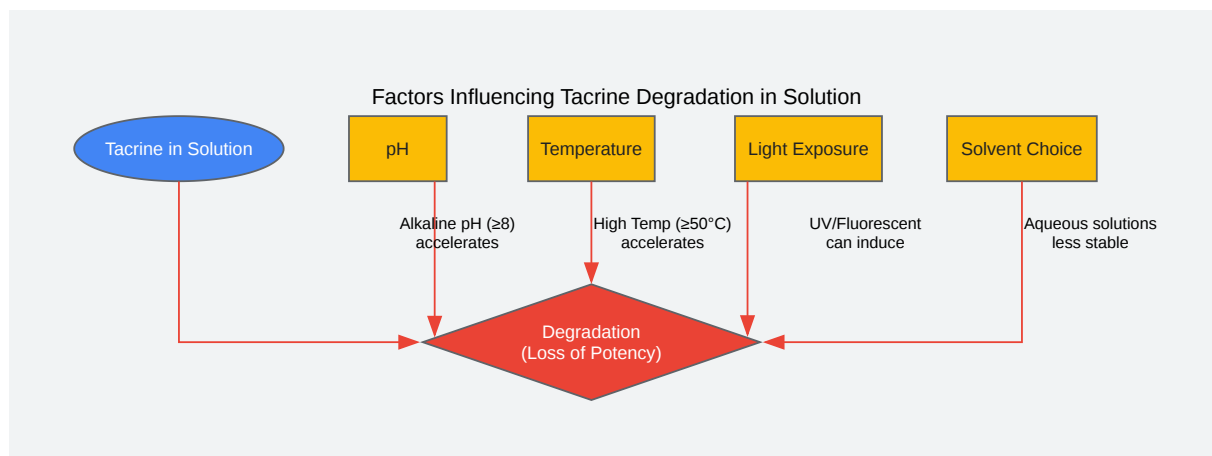 Factors Influencing Tacrine Degradation in Solution
Tacrine in Solution
pH
Temperature
Light Exposure
Solvent Choice
Alkaline pH (≥8)
accelerates
High Temp (≥50°C)
accelerates
UV/Fluorescent
can induce
Aqueous solutions
less stable
Degradation
(Loss of Potency)